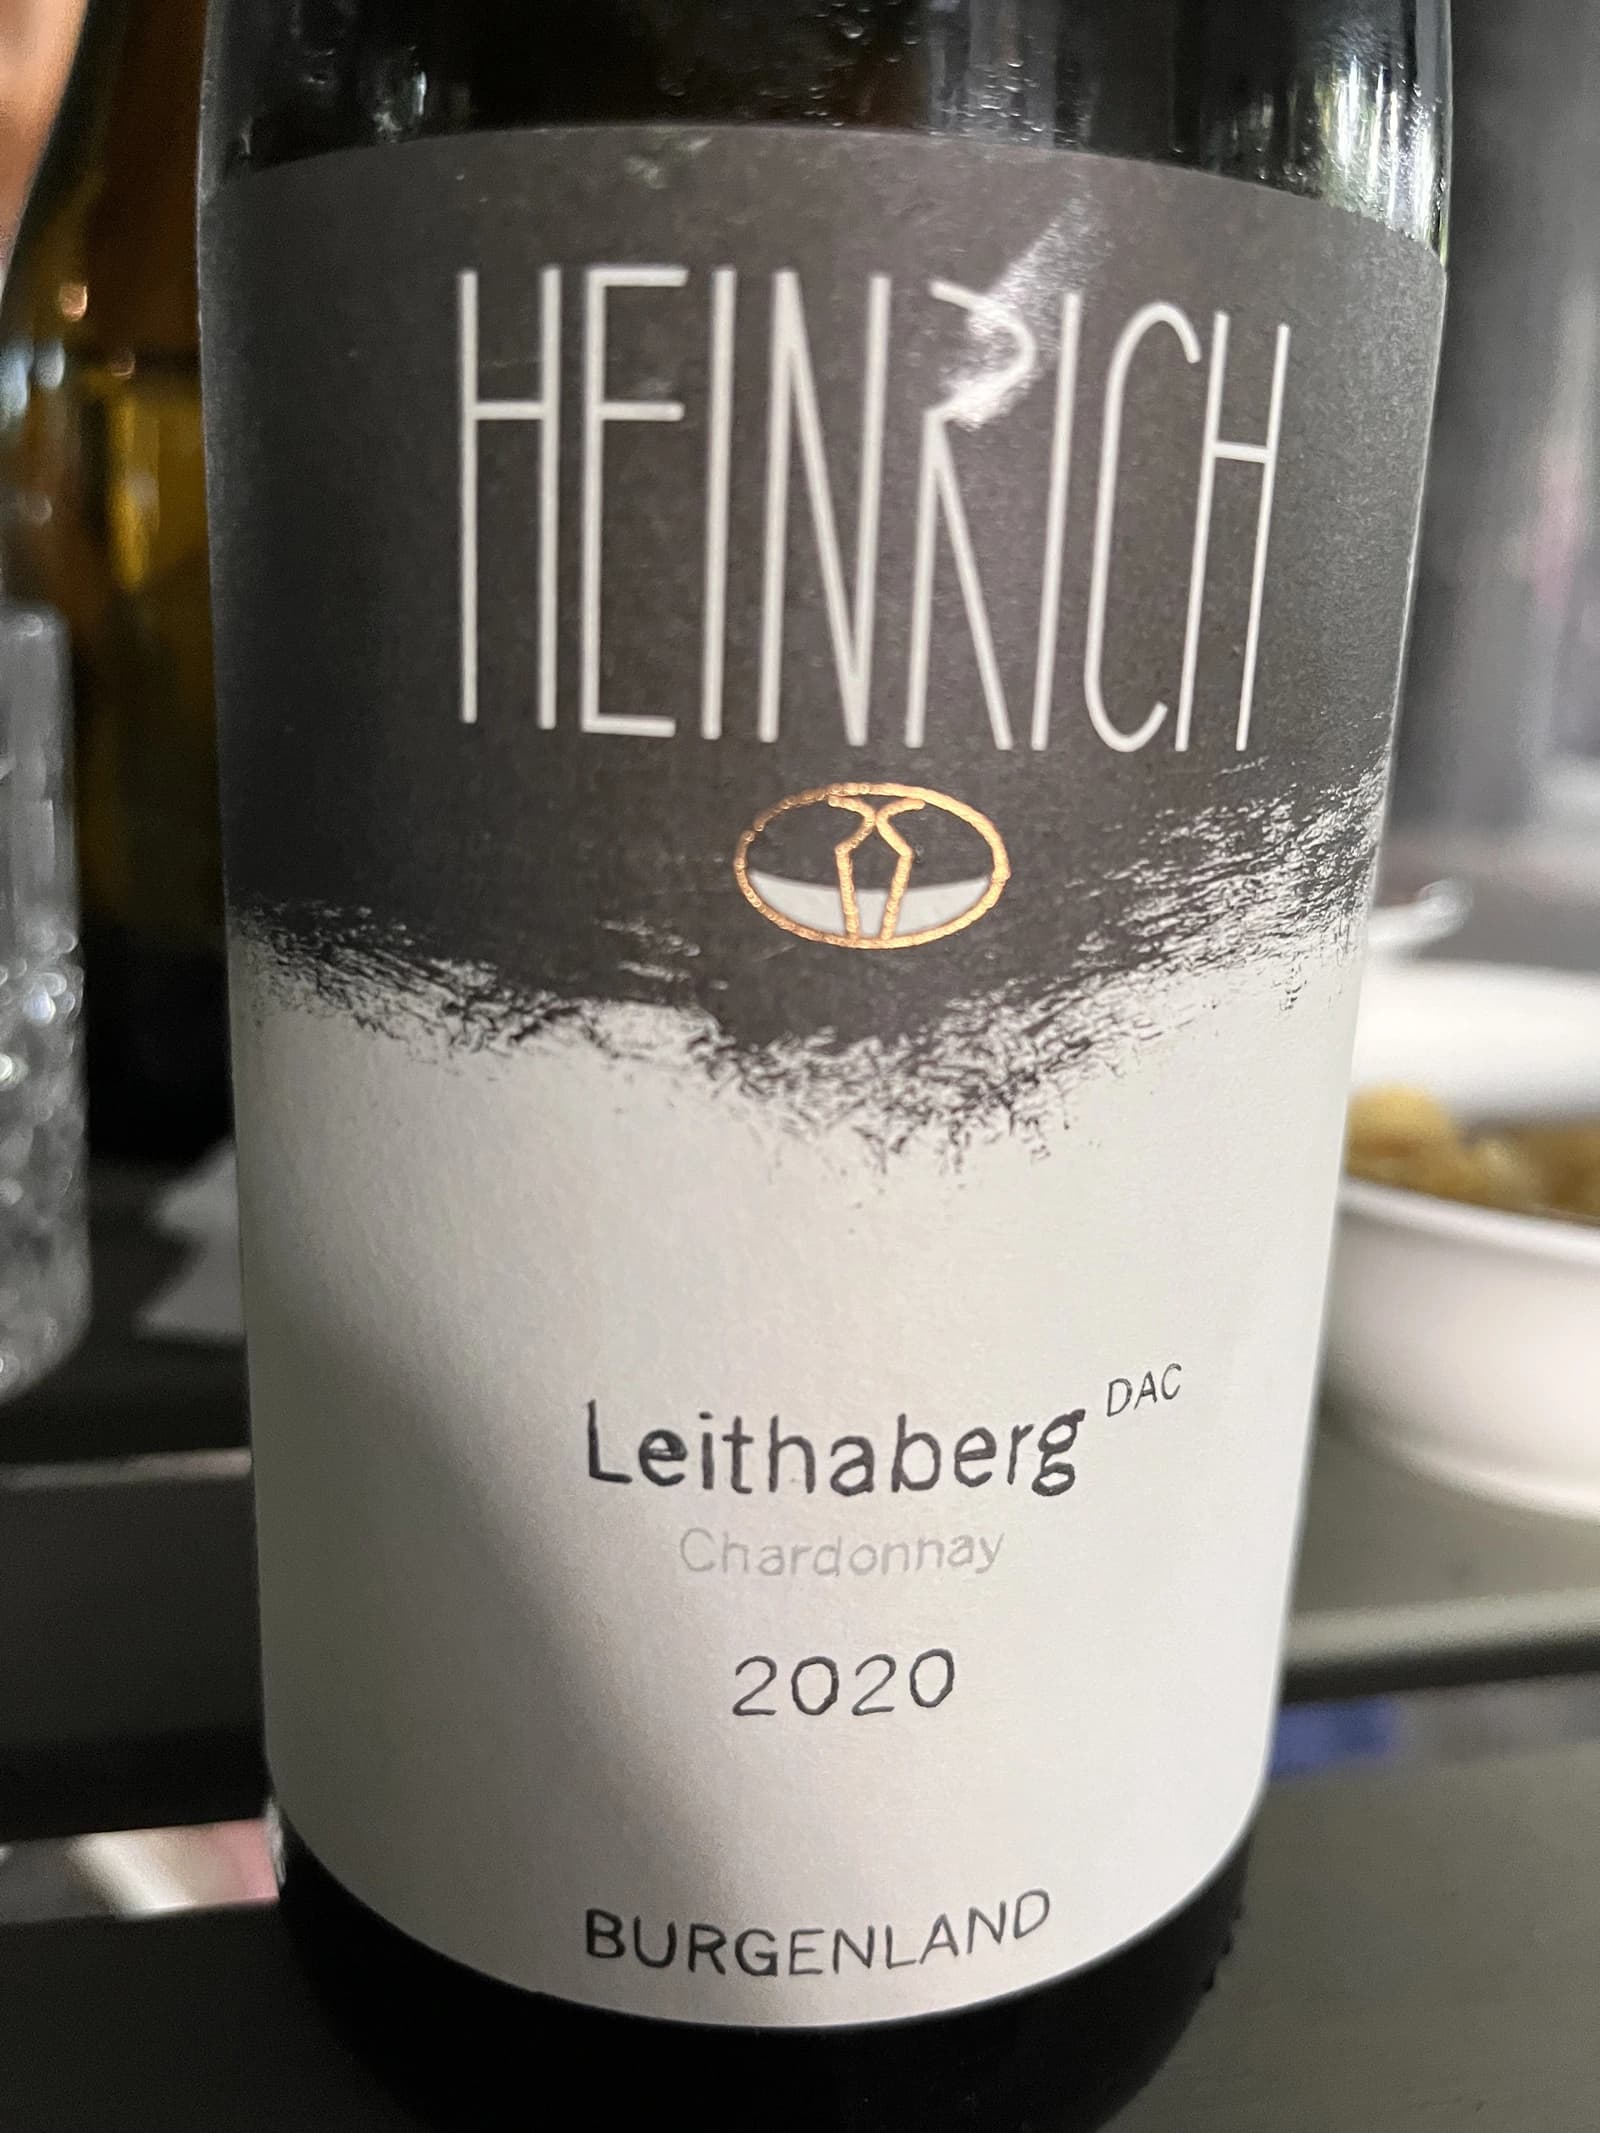 HEINRICH
Leithaberg DAC
Chardonnay
2020
BURGENLAND